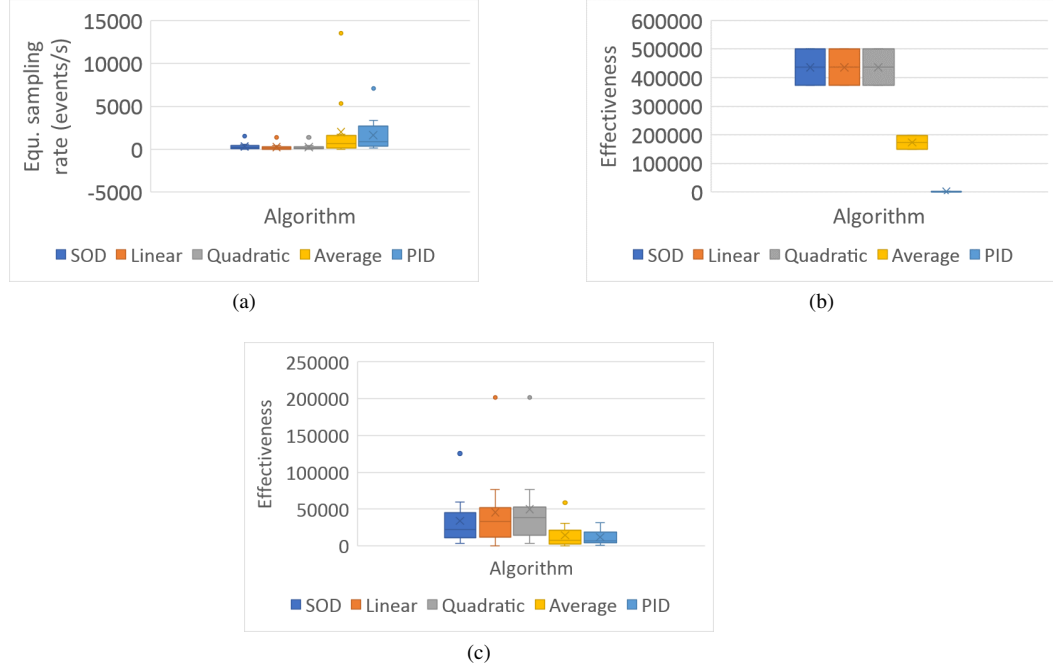 15000
10000
5000
0
-5000
Equ. sampling
rate (events/s)
Algorithm
SOD Linear Quadratic Average PID
(a)
600000
500000
400000
300000
200000
100000
0
Effectiveness
Algorithm
SOD Linear Quadratic Average PID
(b)
250000
200000
150000
100000
50000
0
Effectiveness
Algorithm
SOD Linear Quadratic Average PID
(c)